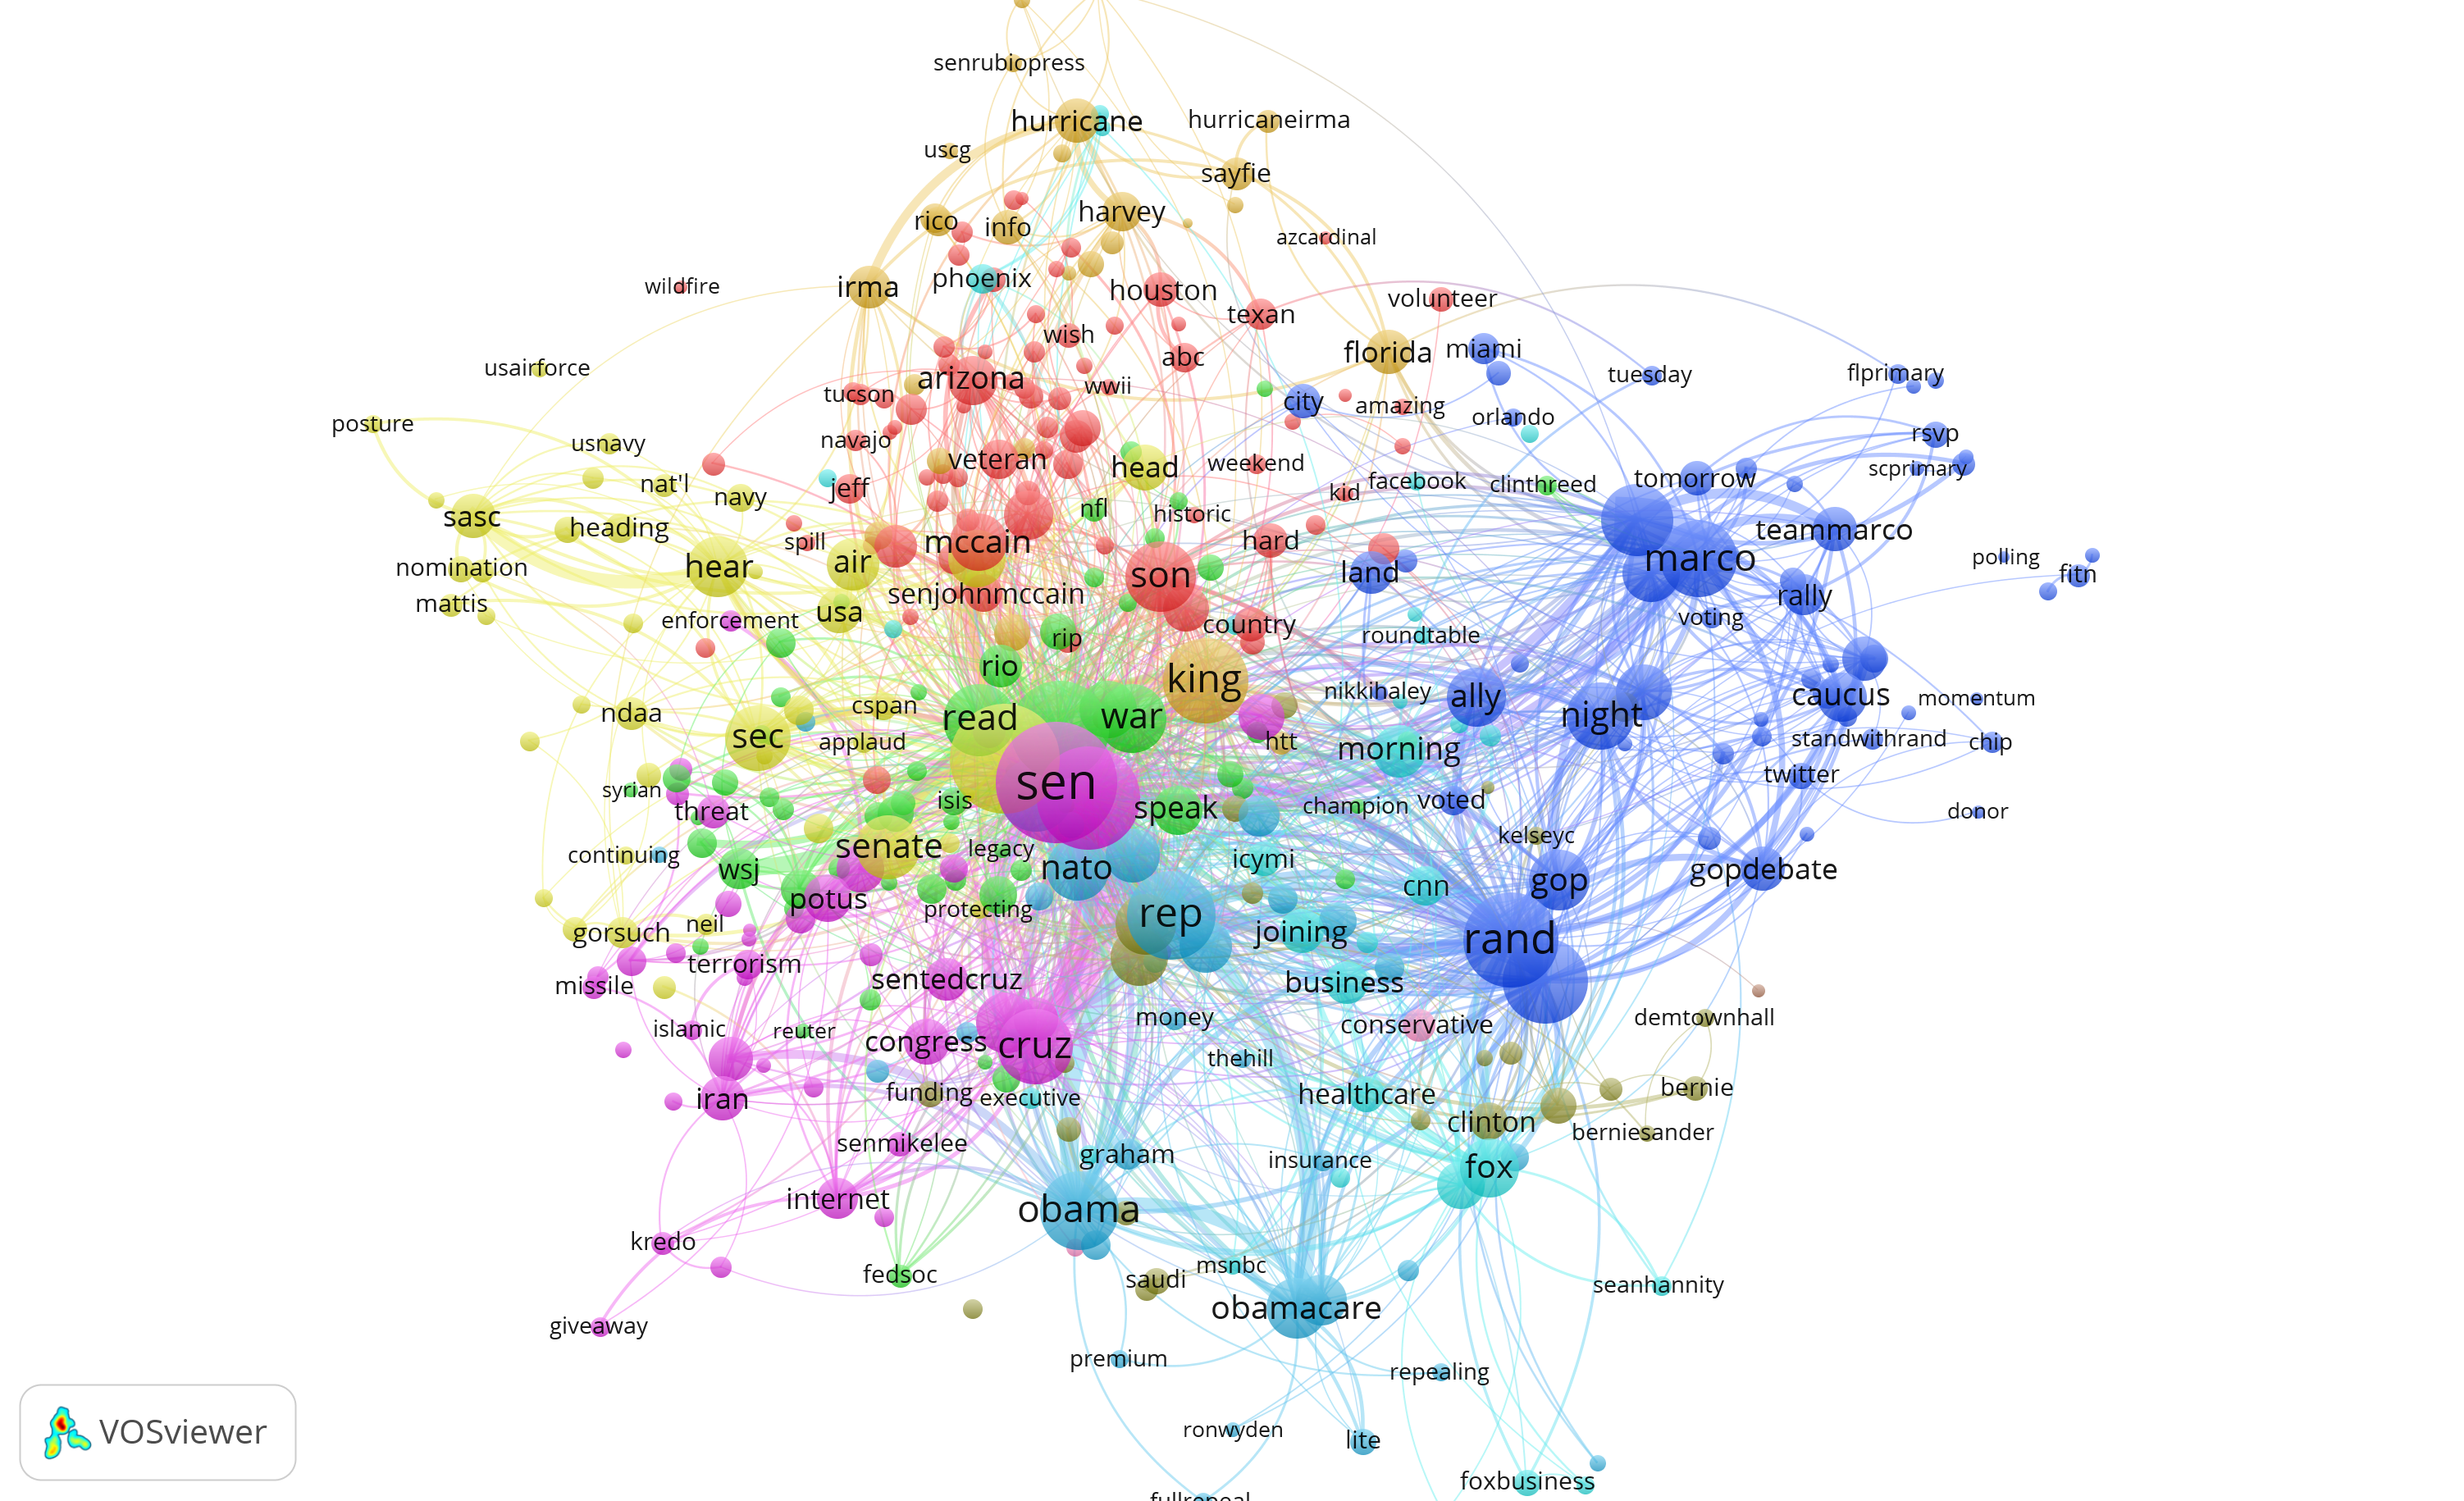 senrubiopress
hurricane
hurricaneirma
uscg
sayfie
rico
info
harvey
azcardinal
wildfire
irma
phoenix
houston
volunteer
texan
wish
abc
florida
miami
usairforce
arizona
tuesday
flprimary
tucson
wwii
city
amazing
orlando
posture
usnavy
navajo
rsvp
veteran
head
weekend
scprimary
nat'l
navy
jeff
kid
facebook
clinthreed
tomorrow
sasc
heading
nfl
historic
spill
mccain
hard
teammarco
nomination
hear
air
son
land
marco
polling
fitn
mattis
senjohnmccain
rally
usa
enforcement
rip
country
roundtable
voting
rio
king
nikkihaley
ally
caucus
momentum
ndaa
cspan
read
war
night
sec
applaud
htt
morning
standwithrand
chip
twitter
syrian
threat
isis
sen
speak
champion
voted
donor
continuing
senate
legacy
kelseyc
wsj
nato
icymi
gopdebate
potus
protecting
rep
cnn
gop
gorsuch
neil
joining
rand
terrorism
missile
sentedcruz
business
islamic
reuter
money
conservative
demtownhall
congress
cruz
thehill
iran
funding
executive
healthcare
bernie
clinton
senmikelee
graham
insurance
berniesander
fox
internet
obama
kredo
fedsoc
saudi
msnbc
seanhannity
obamacare
giveaway
premium
repealing
ronwyden
lite
foxbusiness
fullrepeal
VOSviewer